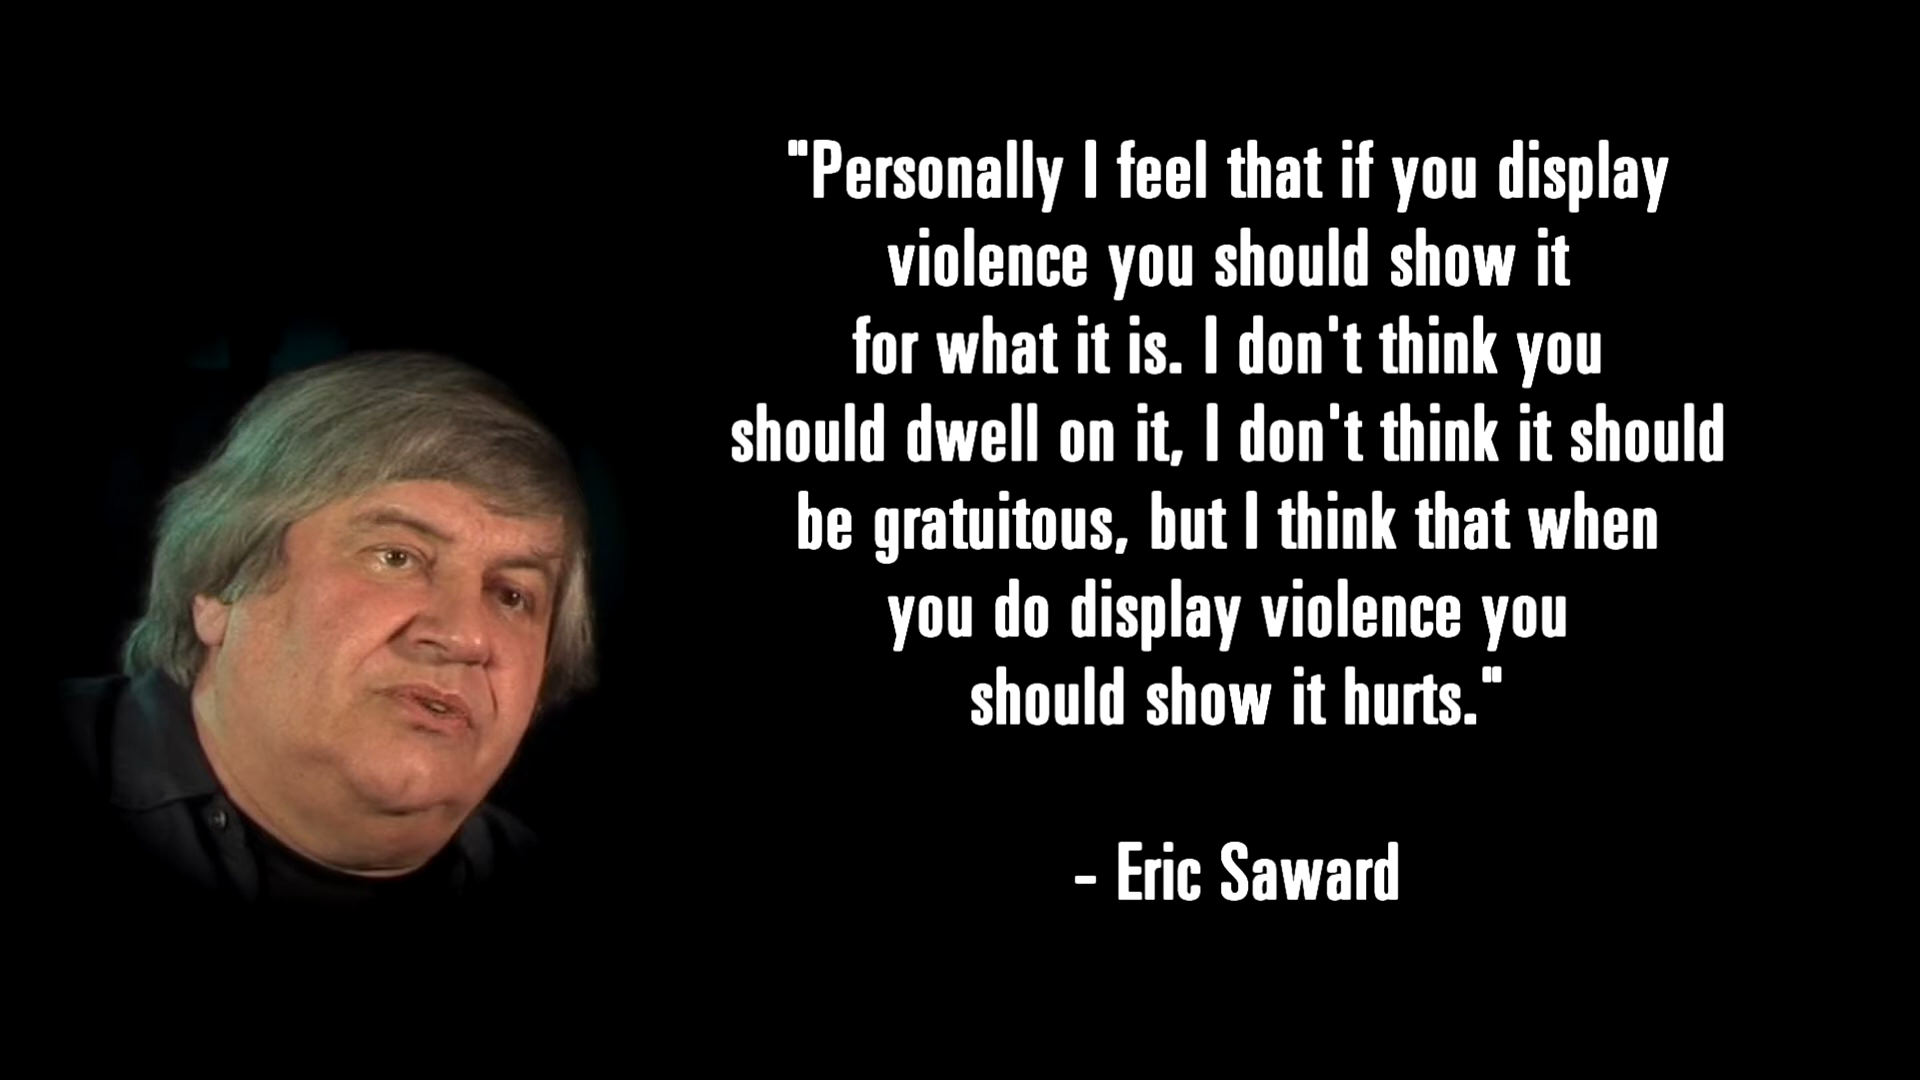 "Personally I feel that if you display
violence you should show it
for what it is. I don't think you
should dwell on it, I don't think it should
be gratuitous, but I think that when
you do display violence you
should show it hurts."
- Eric Saward